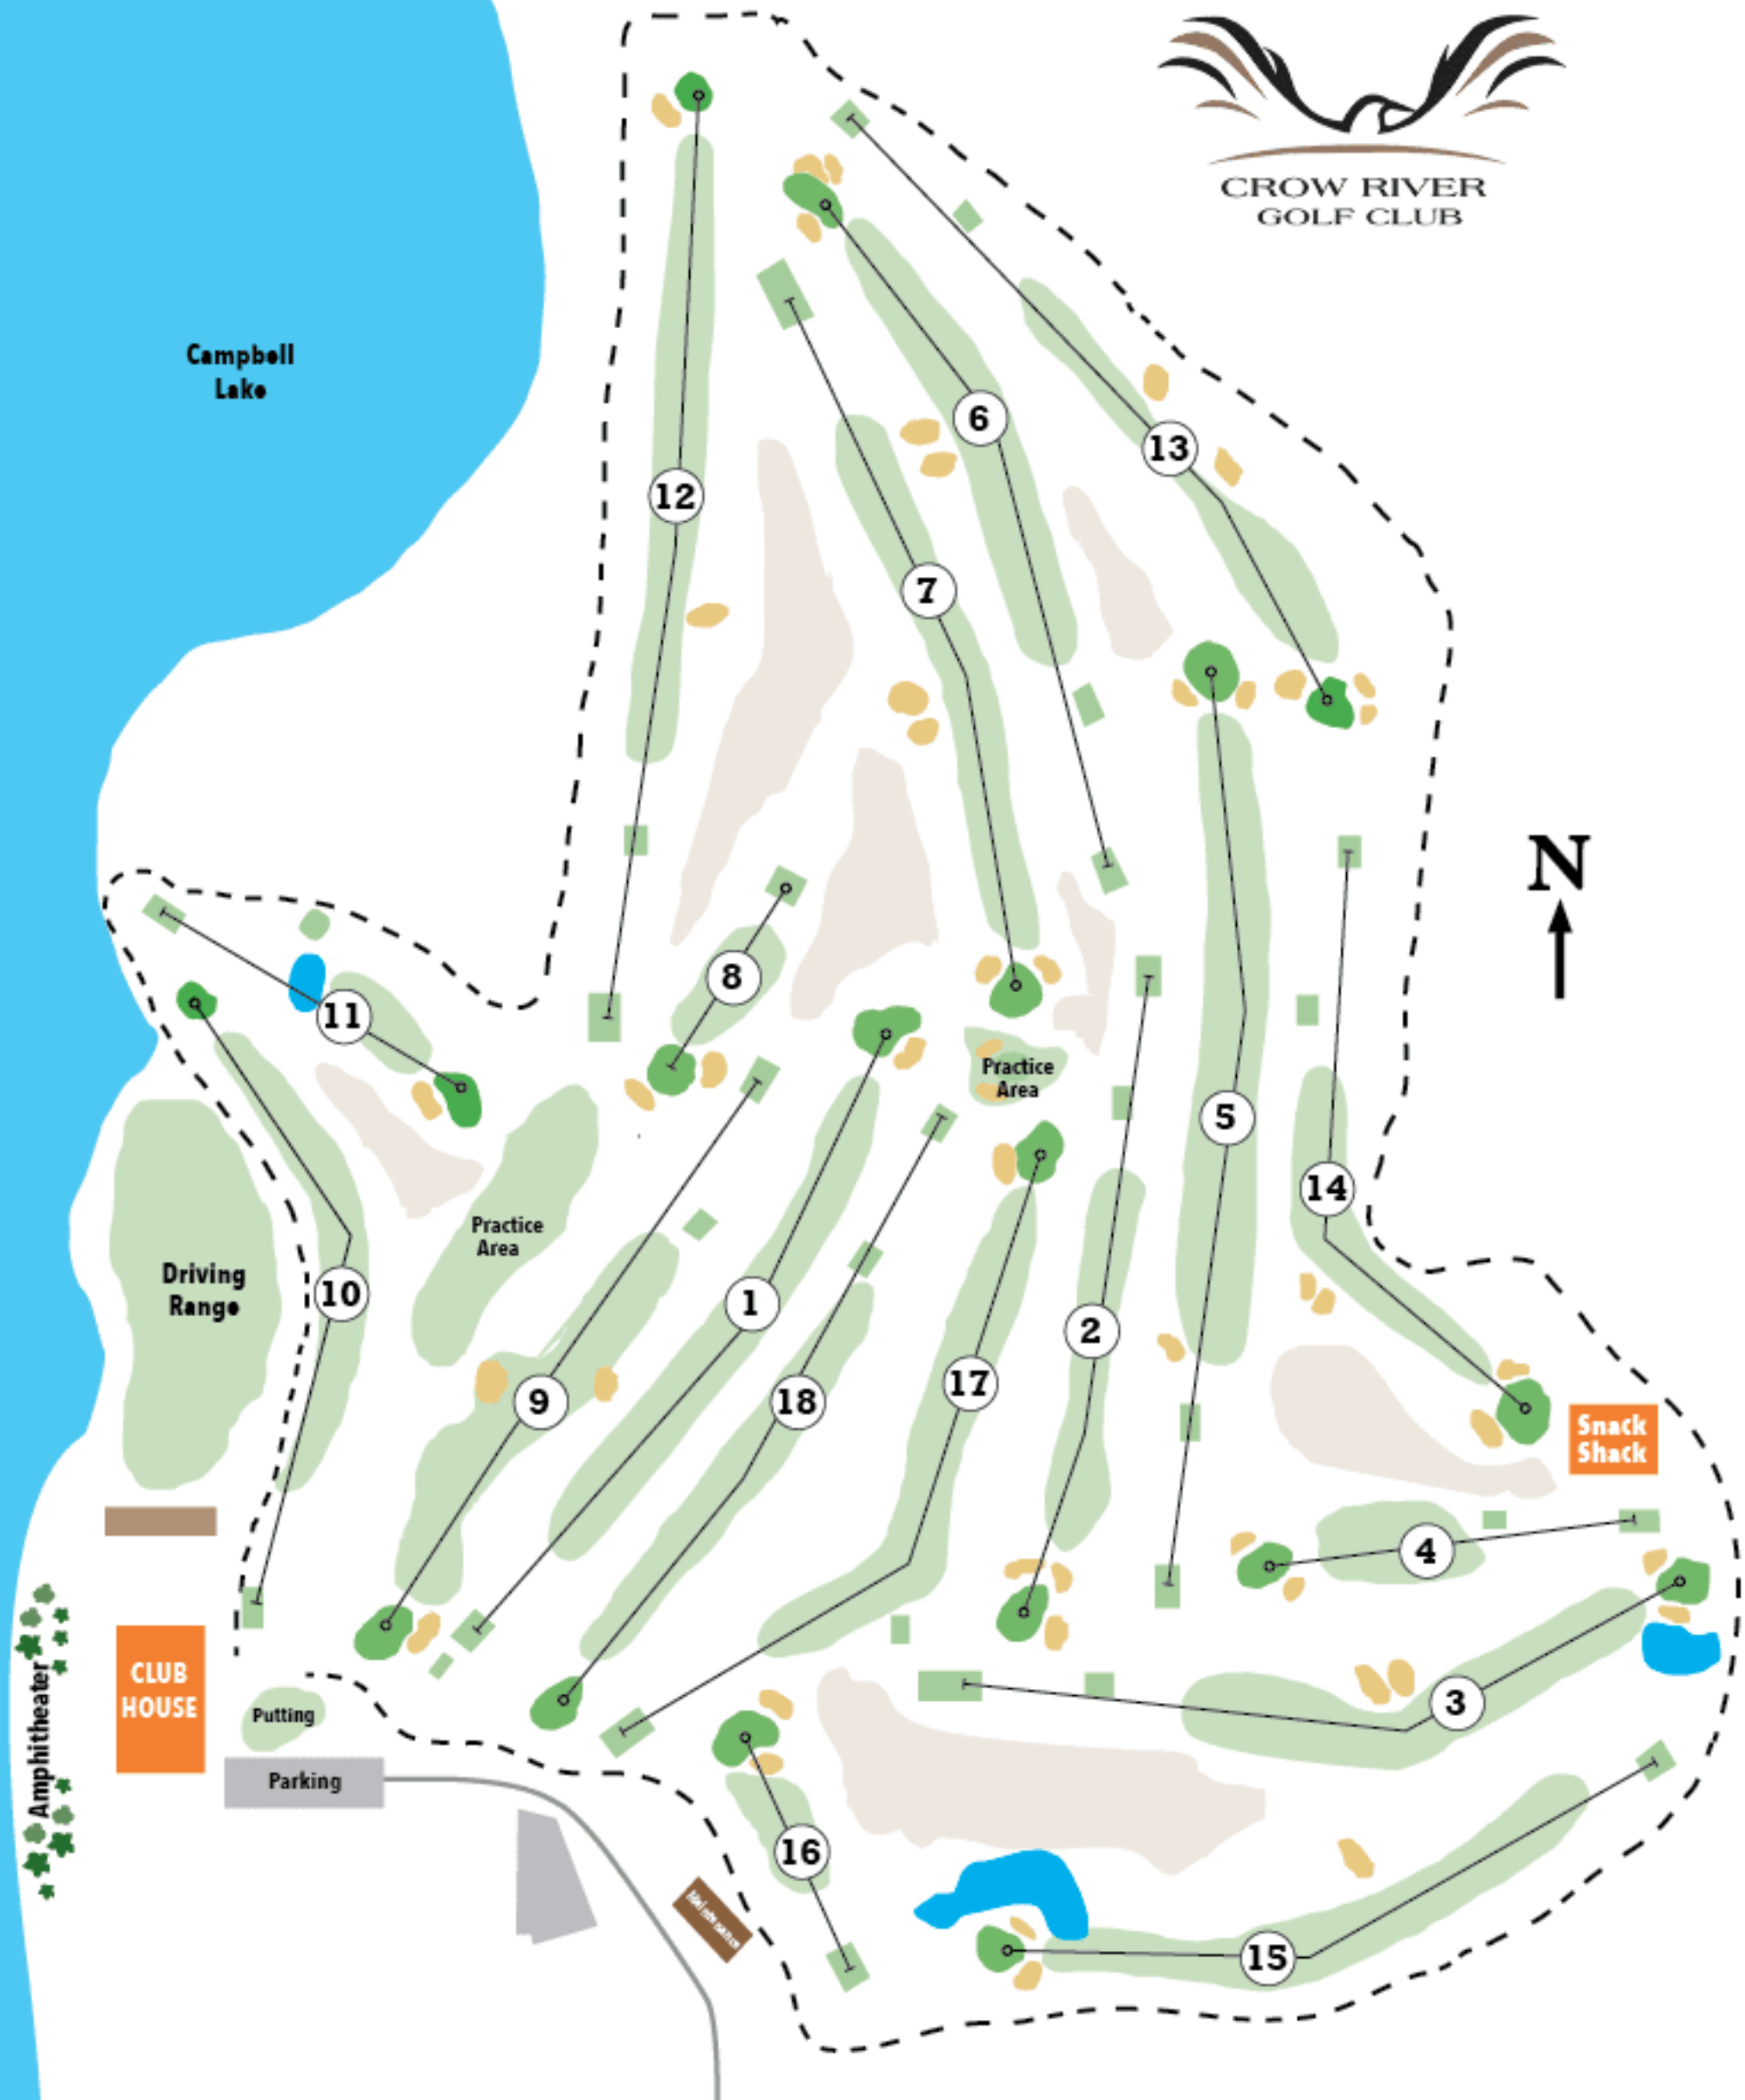 CROW RIVER
GOLF CLUB
Campbell
Lake
6
13
12
7
N
8
11
Practice
Area
5
14
Practice
Area
Driving
Range
10
1
2
17
9
18
Snack
Shack
4
CLUB
HOUSE
Amphitheater
Putting
3
Parking
16
15